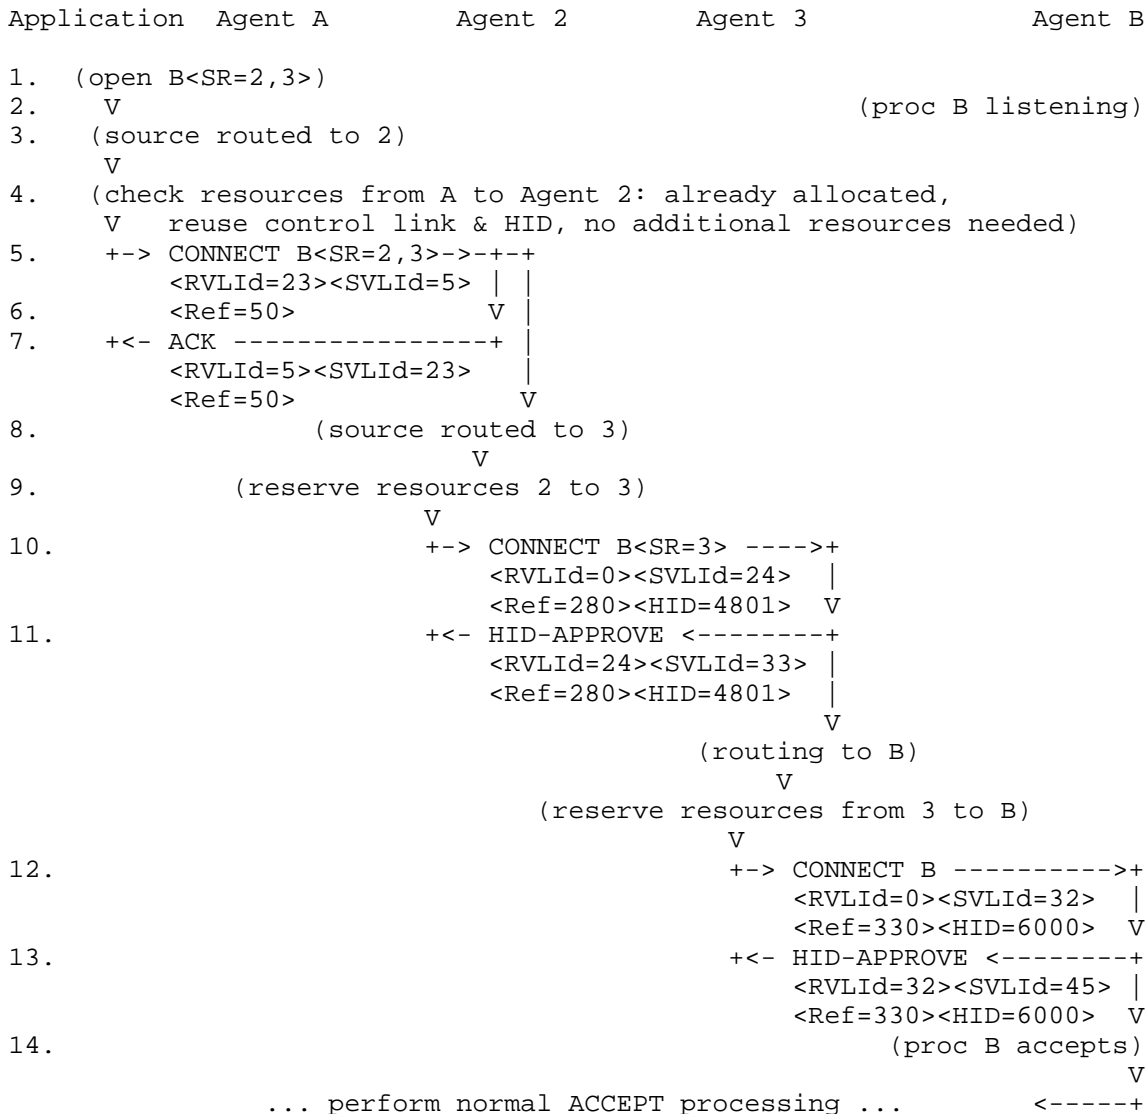 Application  Agent A        Agent 2        Agent 3              Agent B

1.   (open B<SR=2,3>)
2.     V                                              (proc B listening)
3.    (source routed to 2)
       V
4.    (check resources from A to Agent 2: already allocated,
       V   reuse control link & HID, no additional resources needed)
5.     +-> CONNECT B<SR=2,3>->-+-+
           <RVLId=23><SVLId=5> | |
6.         <Ref=50>            V |
7.     +<- ACK ----------------+ |
           <RVLId=5><SVLId=23>   |
           <Ref=50>              V
8.                   (source routed to 3)
                              V
9.              (reserve resources 2 to 3)
                           V
10.                        +-> CONNECT B<SR=3> ---->+
                               <RVLId=0><SVLId=24>  |
                               <Ref=280><HID=4801>  V
11.                        +<- HID-APPROVE <--------+
                               <RVLId=24><SVLId=33> |
                               <Ref=280><HID=4801>  |
                                                    V
                                            (routing to B)
                                                 V
                                  (reserve resources from 3 to B)
                                              V
12.                                           +-> CONNECT B ---------->+
                                                  <RVLId=0><SVLId=32>  |
                                                  <Ref=330><HID=6000>  V
13.                                           +<- HID-APPROVE <--------+
                                                  <RVLId=32><SVLId=45> |
                                                  <Ref=330><HID=6000>  V
14.                                                     (proc B accepts)
                                                                       V
                 ... perform normal ACCEPT processing ...        <-----+